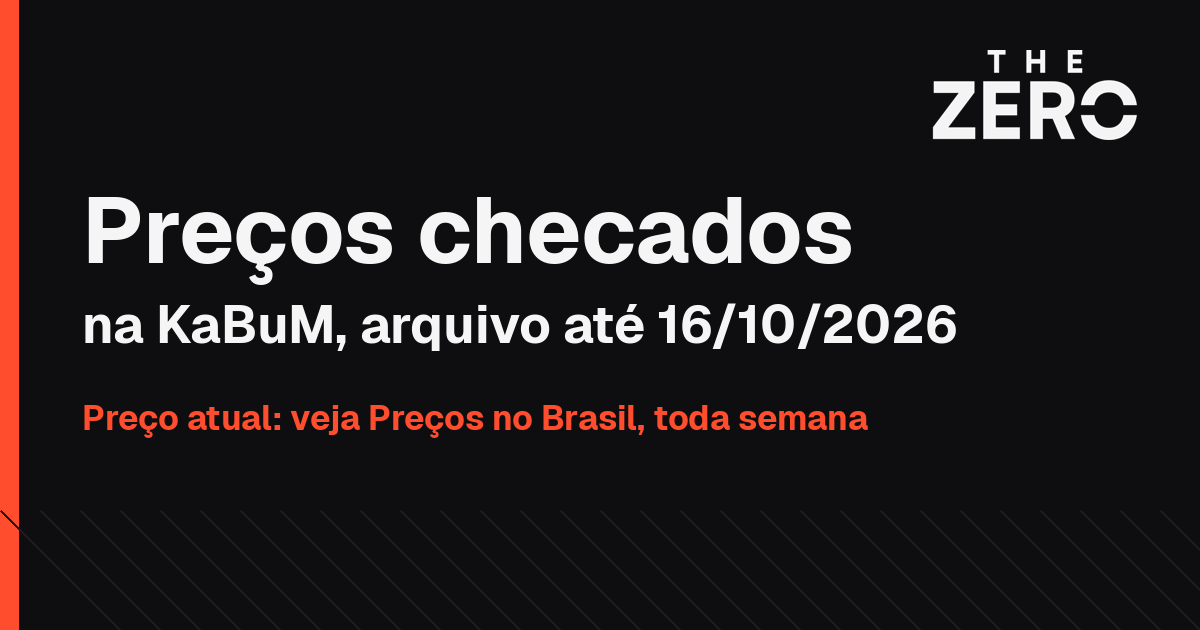 THE
ZERO
Preços checados
na KaBuM, arquivo até 16/10/2026
Preço atual: veja Preços no Brasil, toda semana